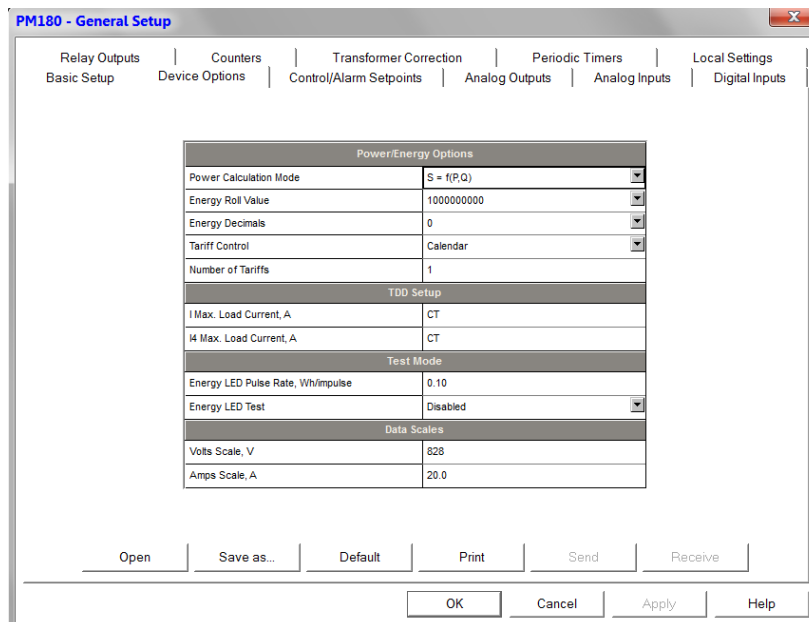 PM180 - General Setup
Relay Outputs Counters Transformer Correction Periodic Timers Local Settings
Basic Setup Device Options Control/Alarm Setpoints Analog Outputs Analog Inputs Digital Inputs
Power/Energy Options
Power Calculation Mode S = f(P,Q)
Energy Roll Value 1000000000
Energy Decimals 0
Tariff Control Calendar
Number of Tariffs 1
TDD Setup
I Max. Load Current, A CT
I4 Max. Load Current, A CT
Test Mode
Energy LED Pulse Rate, Wh/impulse 0.10
Energy LED Test Disabled
Data Scales
Volts Scale, V 828
Amps Scale, A 20.0
Open Save as... Default Print Send Receive
OK Cancel Apply Help